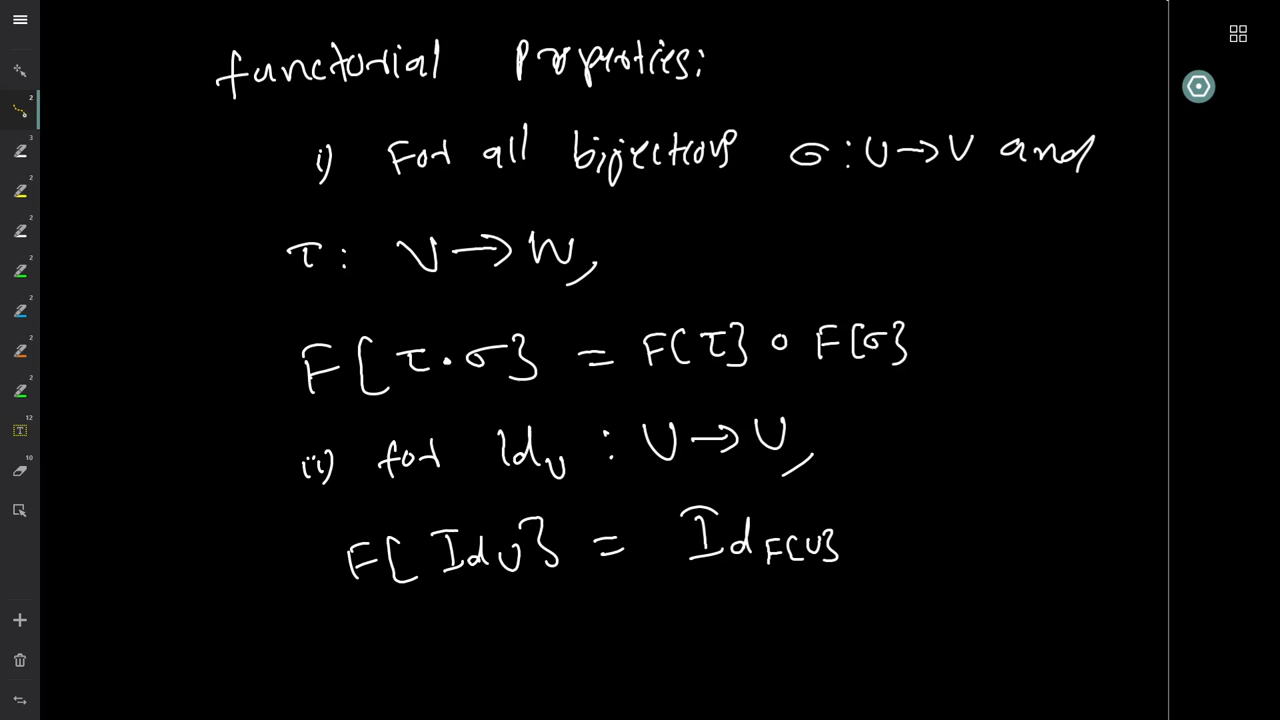 functorial Properties:
i) For all bijections σ : U → V and
τ : V → W,
F[τ · σ] = F[τ] ∘ F[σ]
ii) for Id_U : U → U,
F[Id_U] = Id_F[U]